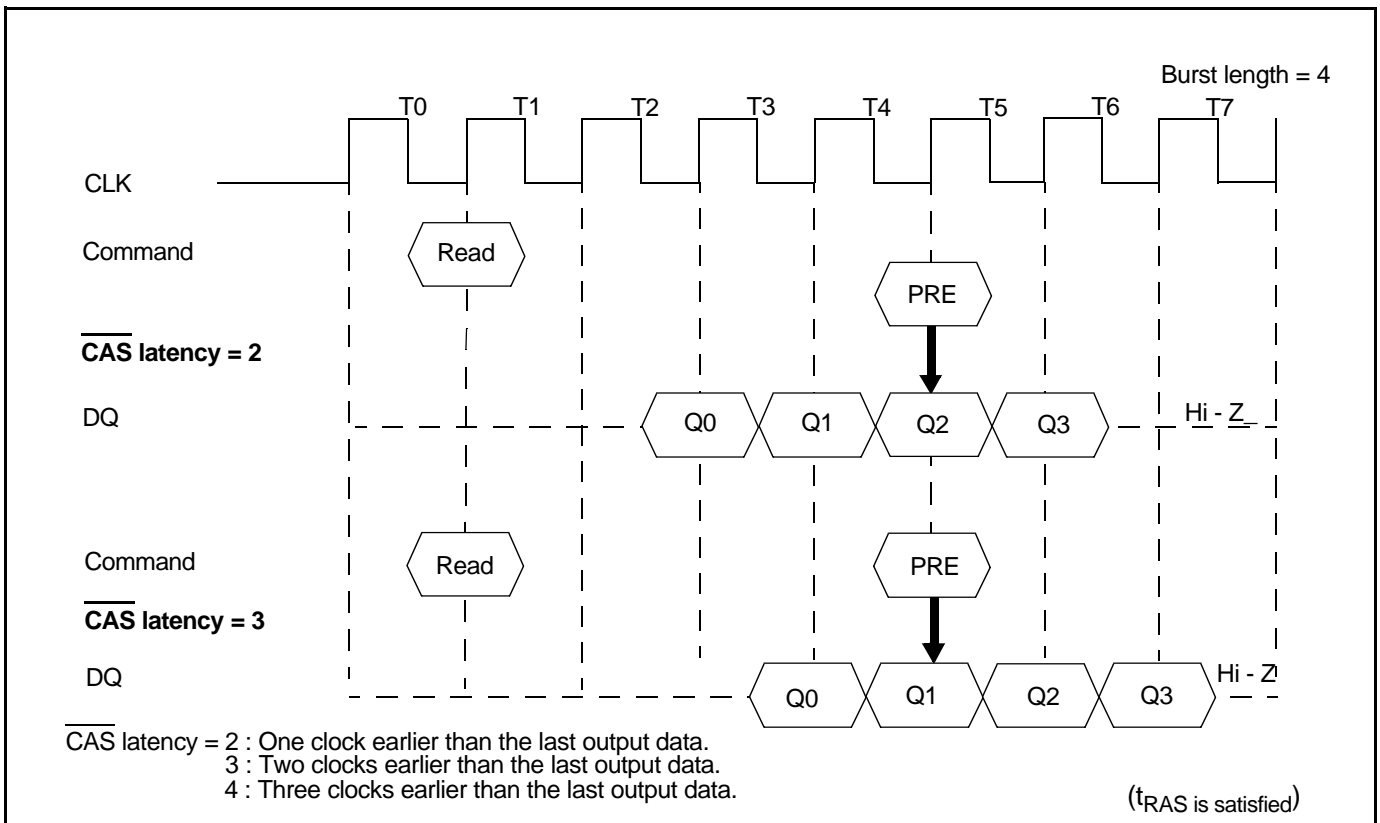 Burst length = 4
T0 T1 T2 T3 T4 T5 T6 T7
CLK
Command Read
PRE
CAS latency = 2
DQ Q0 Q1 Q2 Q3 Hi - Z
Command Read PRE
CAS latency = 3
DQ Q0 Q1 Q2 Q3 Hi - Z
CAS latency = 2 : One clock earlier than the last output data.
3 : Two clocks earlier than the last output data.
4 : Three clocks earlier than the last output data.
(tRAS is satisfied)